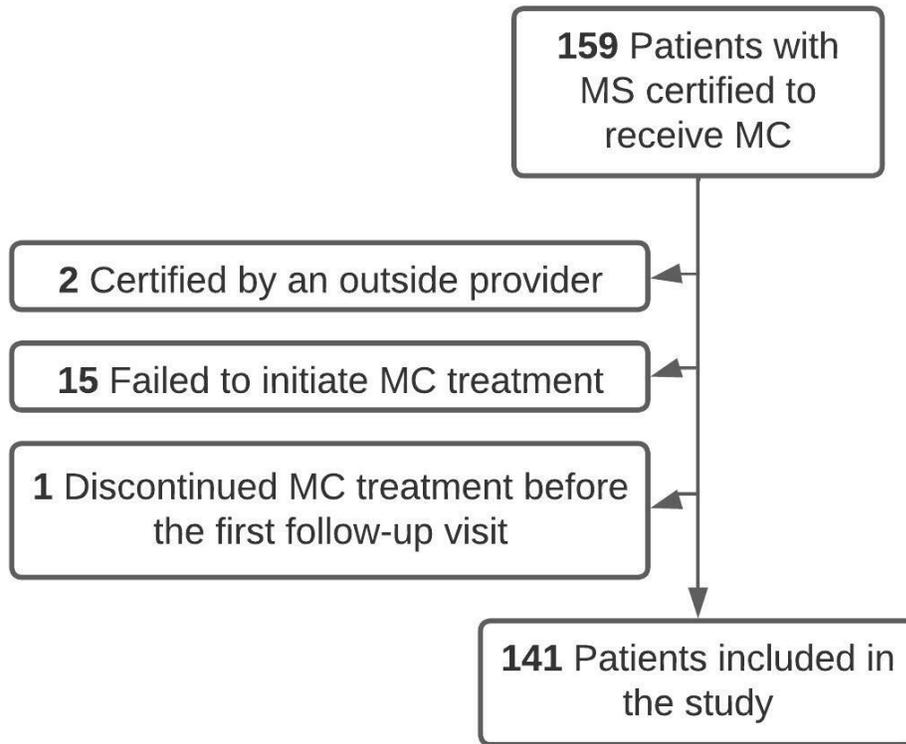 159 Patients with
MS certified to
receive MC
2 Certified by an outside provider
15 Failed to initiate MC treatment
1 Discontinued MC treatment before
the first follow-up visit
141 Patients included in
the study